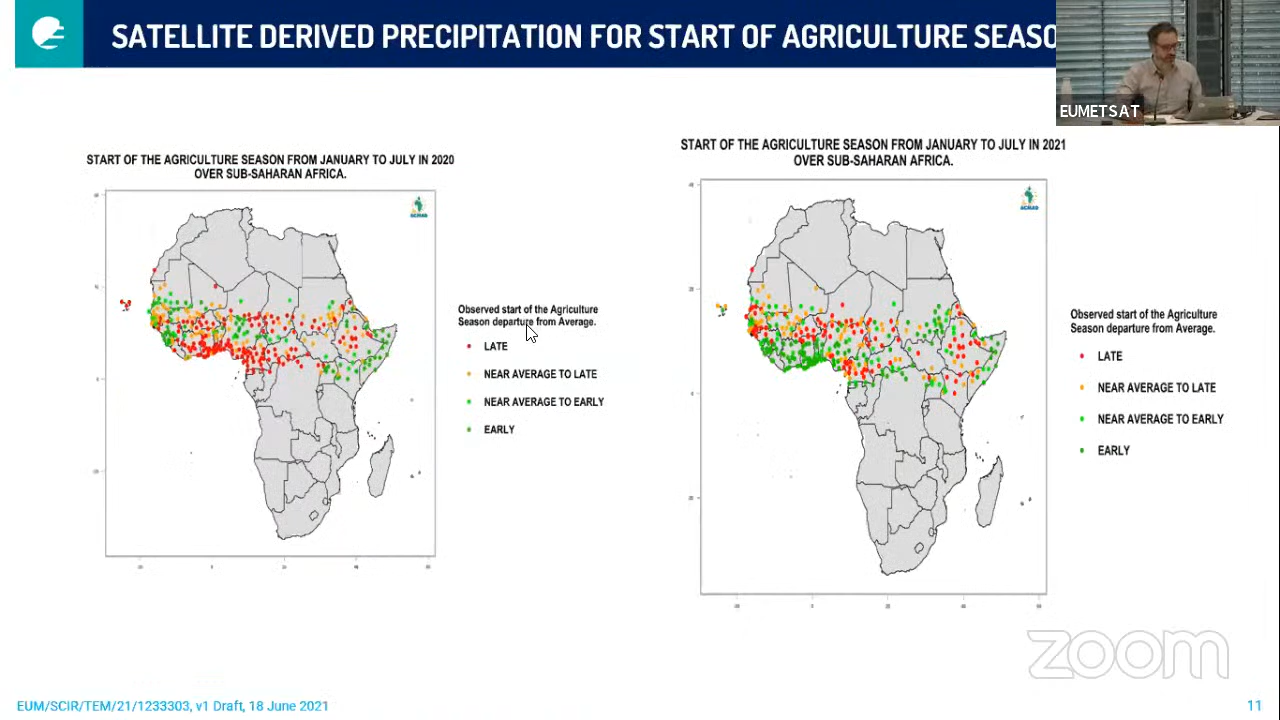 SATELLITE DERIVED PRECIPITATION FOR START OF AGRICULTURE SEASO
EUMETSAT
START OF THE AGRICULTURE SEASON FROM JANUARY TO JULY IN 2020
OVER SUB-SAHARAN AFRICA.
Observed start of the Agriculture
Season departure from Average.
LATE
NEAR AVERAGE TO LATE
NEAR AVERAGE TO EARLY
EARLY
START OF THE AGRICULTURE SEASON FROM JANUARY TO JULY IN 2021
OVER SUB-SAHARAN AFRICA.
Observed start of the Agriculture
Season departure from Average.
LATE
NEAR AVERAGE TO LATE
NEAR AVERAGE TO EARLY
EARLY
zoom
EUM/SCIR/TEM/21/1233303, v1 Draft, 18 June 2021
11